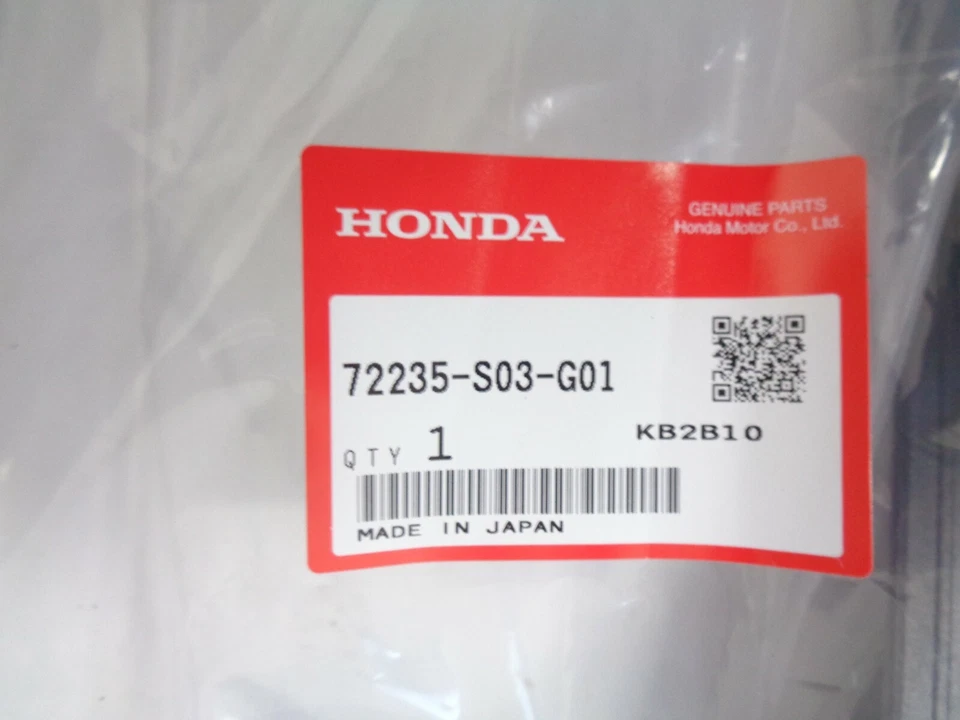 HONDA
GENUINE PARTS
Honda Motor Co., Ltd.
72235-S03-G01
KB2B10
QTY 1
MADE IN JAPAN